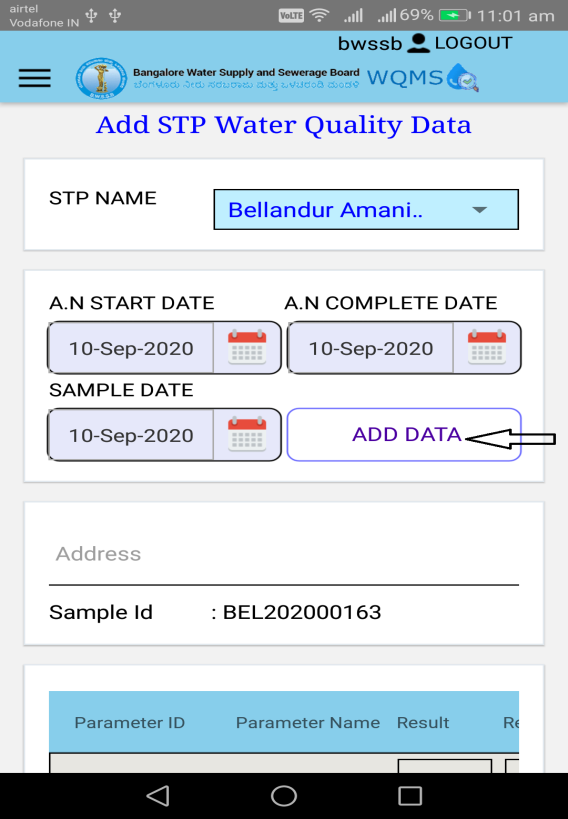 airtel
Vodafone IN
VoLTE 69% 11:01 am
bwssb LOGOUT
Bangalore Water Supply and Sewerage Board
ಬೆಂಗಳೂರು ನೀರು ಸರಬರಾಜು ಮತ್ತು ಒಳಚರಂಡಿ ಮಂಡಳಿ
WQMS
Add STP Water Quality Data
STP NAME
Bellandur Amani..
A.N START DATE A.N COMPLETE DATE
10-Sep-2020 10-Sep-2020
SAMPLE DATE
10-Sep-2020 ADD DATA
Address
Sample Id : BEL202000163
Parameter ID Parameter Name Result Re